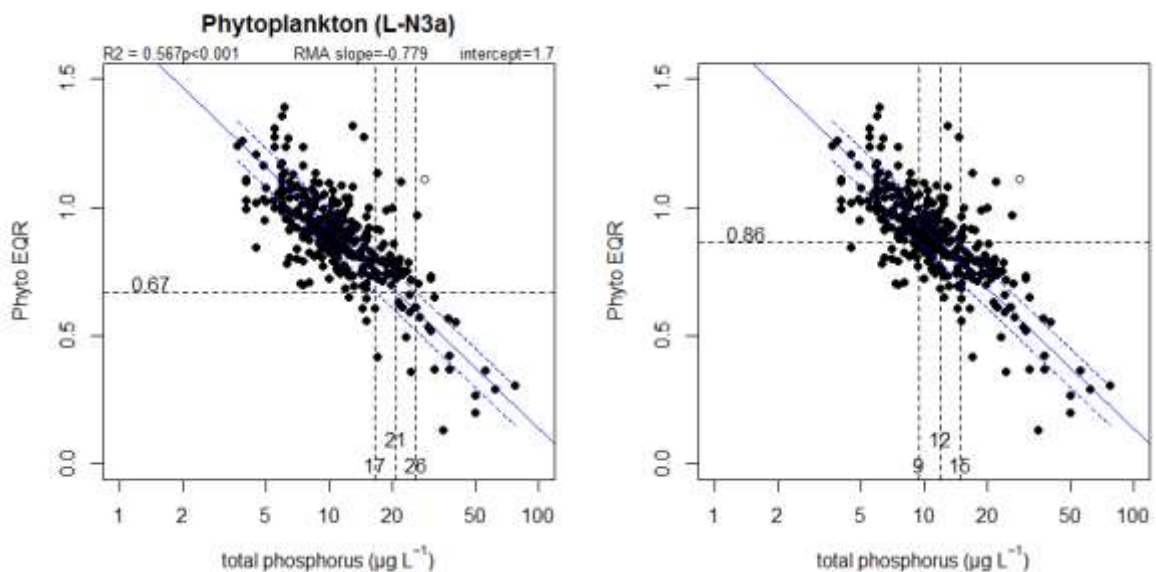 Phytoplankton (L-N3a)
R2 = 0.567p<0.001 RMA slope=-0.779 intercept=1.7
1.5
1.0
0.5
0.0
Phyto EQR
0.67
21
17 26
1 2 5 10 20 50 100
total phosphorus (µg L⁻¹)
1.5
1.0
0.5
0.0
Phyto EQR
0.86
12
9 15
1 2 5 10 20 50 100
total phosphorus (µg L⁻¹)